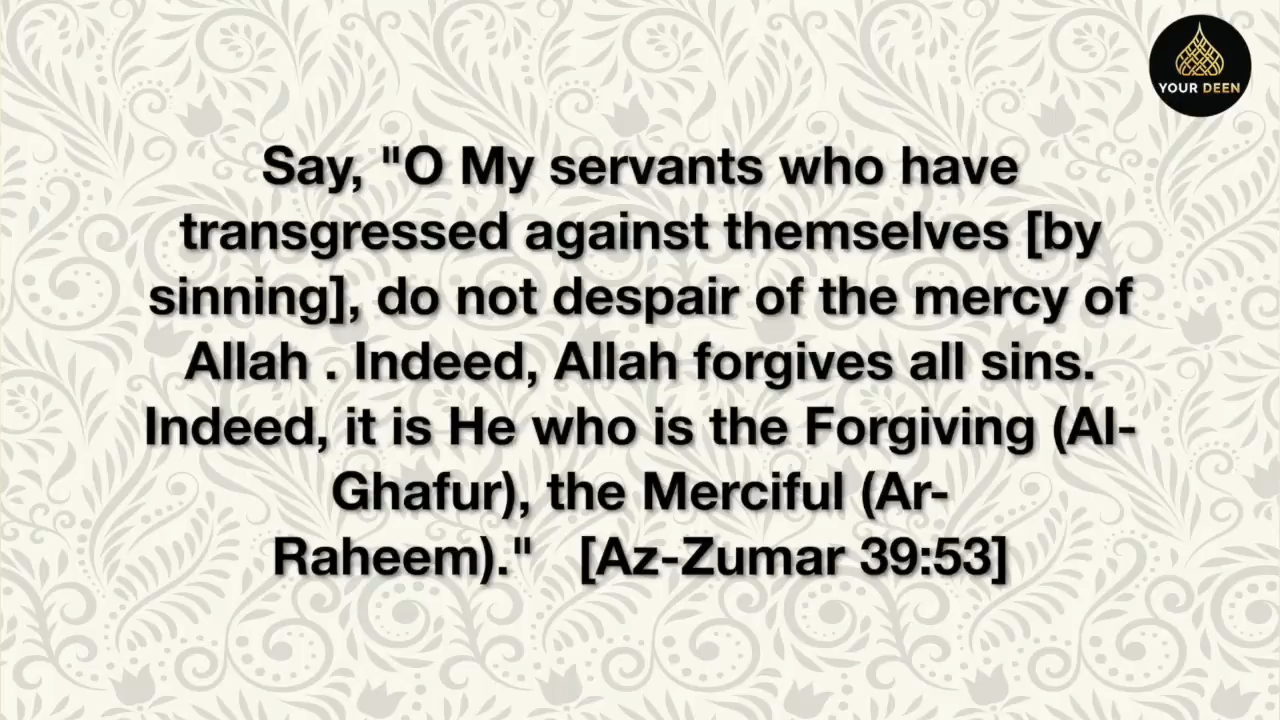 YOUR DEEN
Say, "O My servants who have
transgressed against themselves [by
sinning], do not despair of the mercy of
Allah . Indeed, Allah forgives all sins.
Indeed, it is He who is the Forgiving (Al-
Ghafur), the Merciful (Ar-
Raheem)."   [Az-Zumar 39:53]